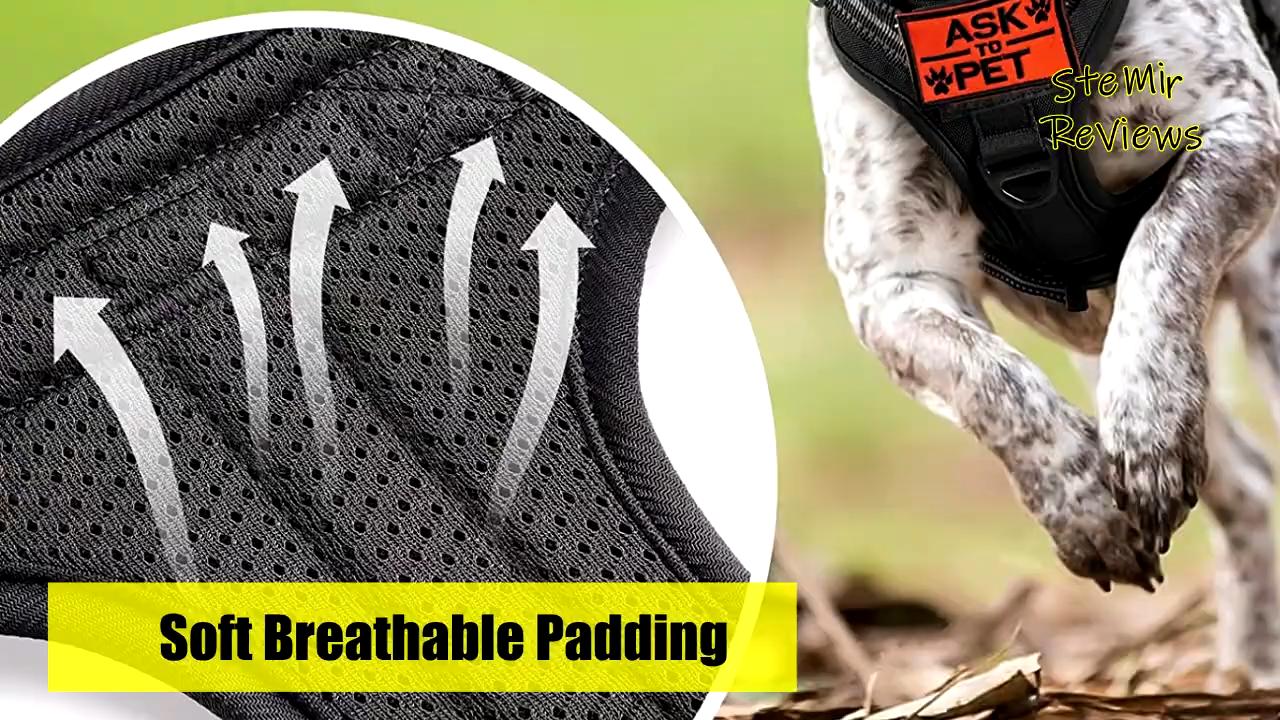 ASK
TO
PET
SteMir
Reviews
Soft Breathable Padding